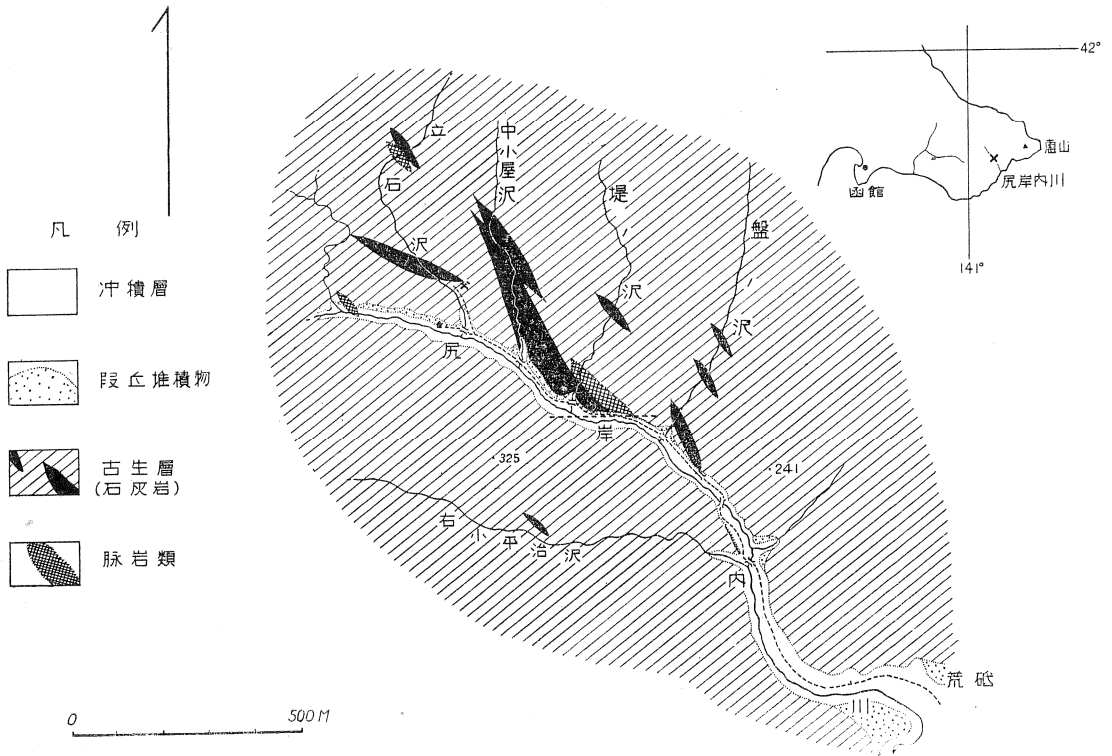 42°
恵山
尻岸内川
函館
141°
凡例
冲積層
段丘堆積物
古生層
(石灰岩)
脉岩類
0 500M
立石沢
中小屋沢
堤沢
盤沢
尻岸内川
325
241
右小平治沢
荒砥